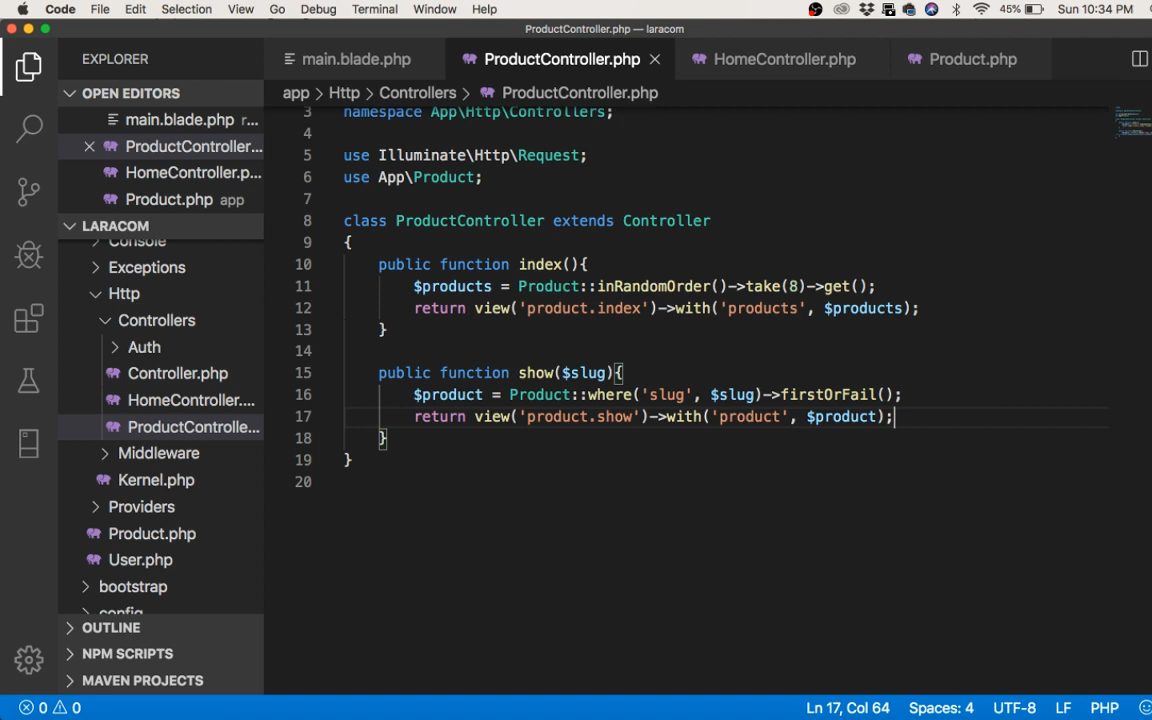 Code File Edit Selection View Go Debug Terminal Window Help 45% Sun 10:34 PM
ProductController.php — laracom
EXPLORER
main.blade.php
ProductController.php
HomeController.php
Product.php
OPEN EDITORS
main.blade.php r...
ProductController...
HomeController.p...
Product.php app
LARACOM
Console
Exceptions
Http
Controllers
Auth
Controller.php
HomeController....
ProductControlle...
Middleware
Kernel.php
Providers
Product.php
User.php
bootstrap
config
OUTLINE
NPM SCRIPTS
MAVEN PROJECTS
app > Http > Controllers > ProductController.php
3 namespace App\Http\Controllers;
4
5 use Illuminate\Http\Request;
6 use App\Product;
7
8 class ProductController extends Controller
9 {
10 public function index(){
11 $products = Product::inRandomOrder()->take(8)->get();
12 return view('product.index')->with('products', $products);
13 }
14
15 public function show($slug){
16 $product = Product::where('slug', $slug)->firstOrFail();
17 return view('product.show')->with('product', $product);
18 }
19 }
20
0 0 Ln 17, Col 64 Spaces: 4 UTF-8 LF PHP